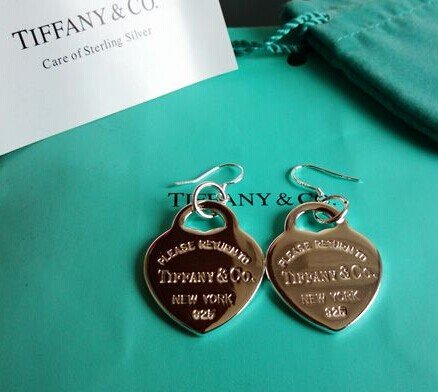 TIFFANY & CO.
Care of Sterling Silver
TIFFANY & CO.
PLEASE RETURN TO
TIFFANY & CO.
NEW YORK
925
PLEASE RETURN TO
TIFFANY & CO.
NEW YORK
925